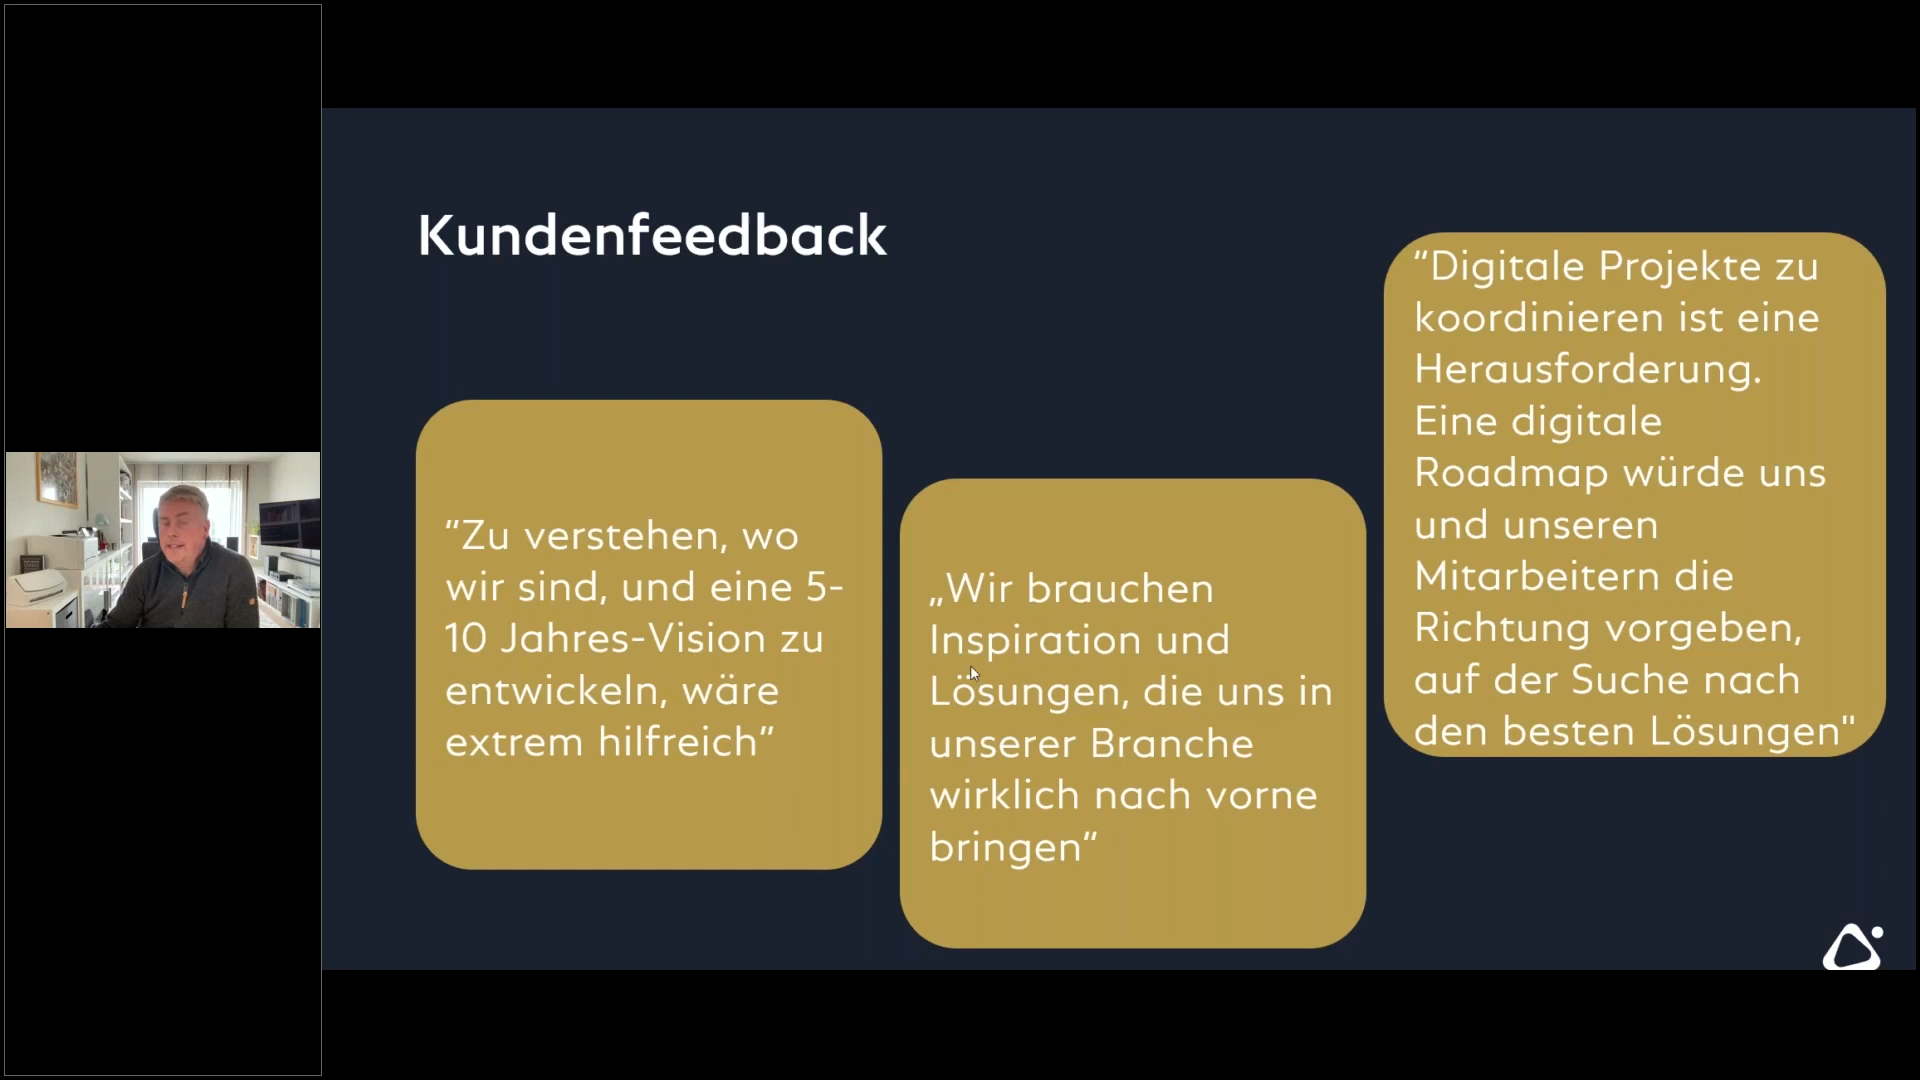 Kundenfeedback
“Zu verstehen, wo
wir sind, und eine 5-
10 Jahres-Vision zu
entwickeln, wäre
extrem hilfreich”
„Wir brauchen
Inspiration und
Lösungen, die uns in
unserer Branche
wirklich nach vorne
bringen“
“Digitale Projekte zu
koordinieren ist eine
Herausforderung.
Eine digitale
Roadmap würde uns
und unseren
Mitarbeitern die
Richtung vorgeben,
auf der Suche nach
den besten Lösungen"